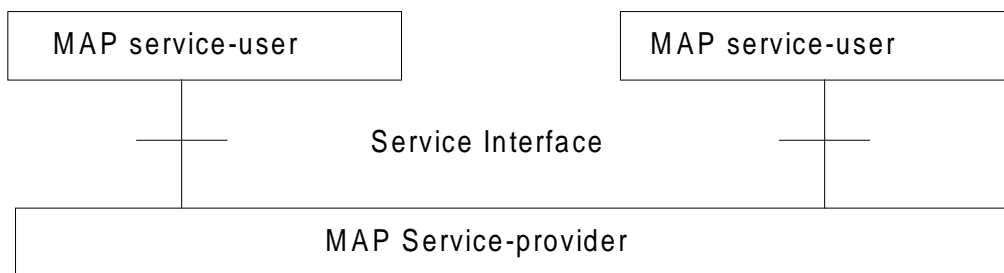 MAP service-user
MAP service-user
Service Interface
MAP Service-provider